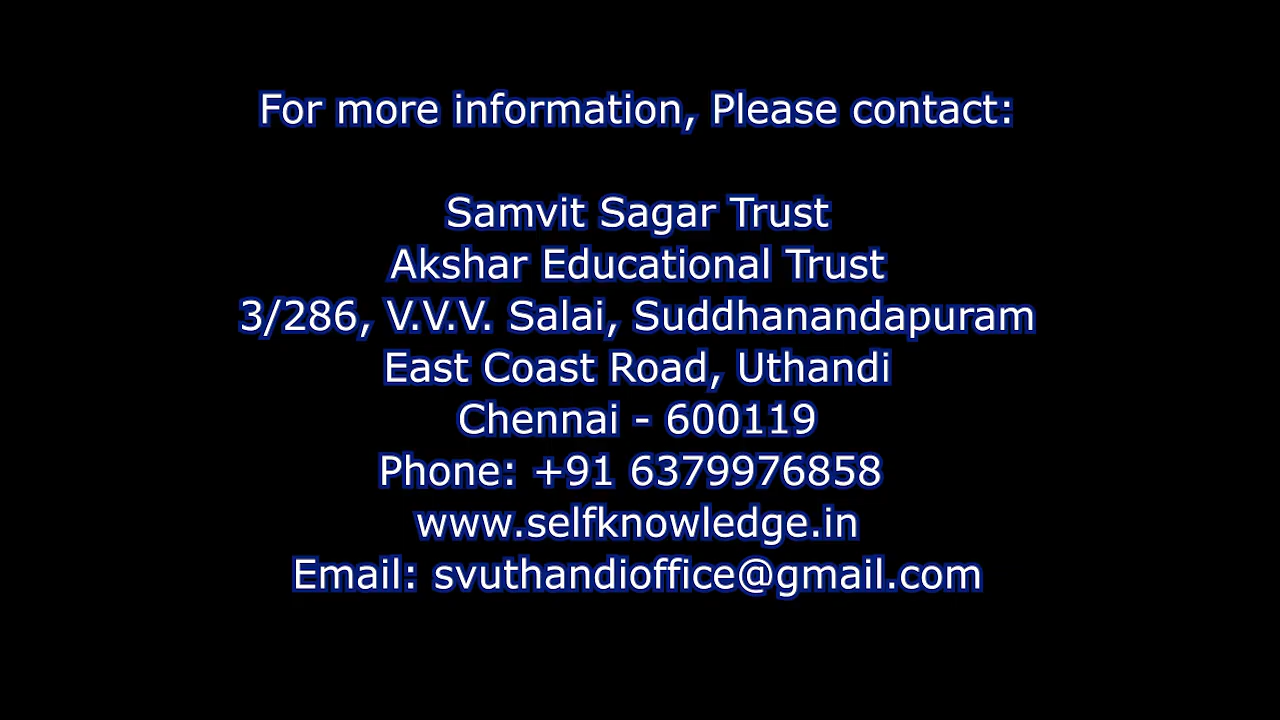 For more information, Please contact:
Samvit Sagar Trust
Akshar Educational Trust
3/286, V.V.V. Salai, Suddhanandapuram
East Coast Road, Uthandi
Chennai - 600119
Phone: +91 6379976858
www.selfknowledge.in
Email: svuthandioffice@gmail.com